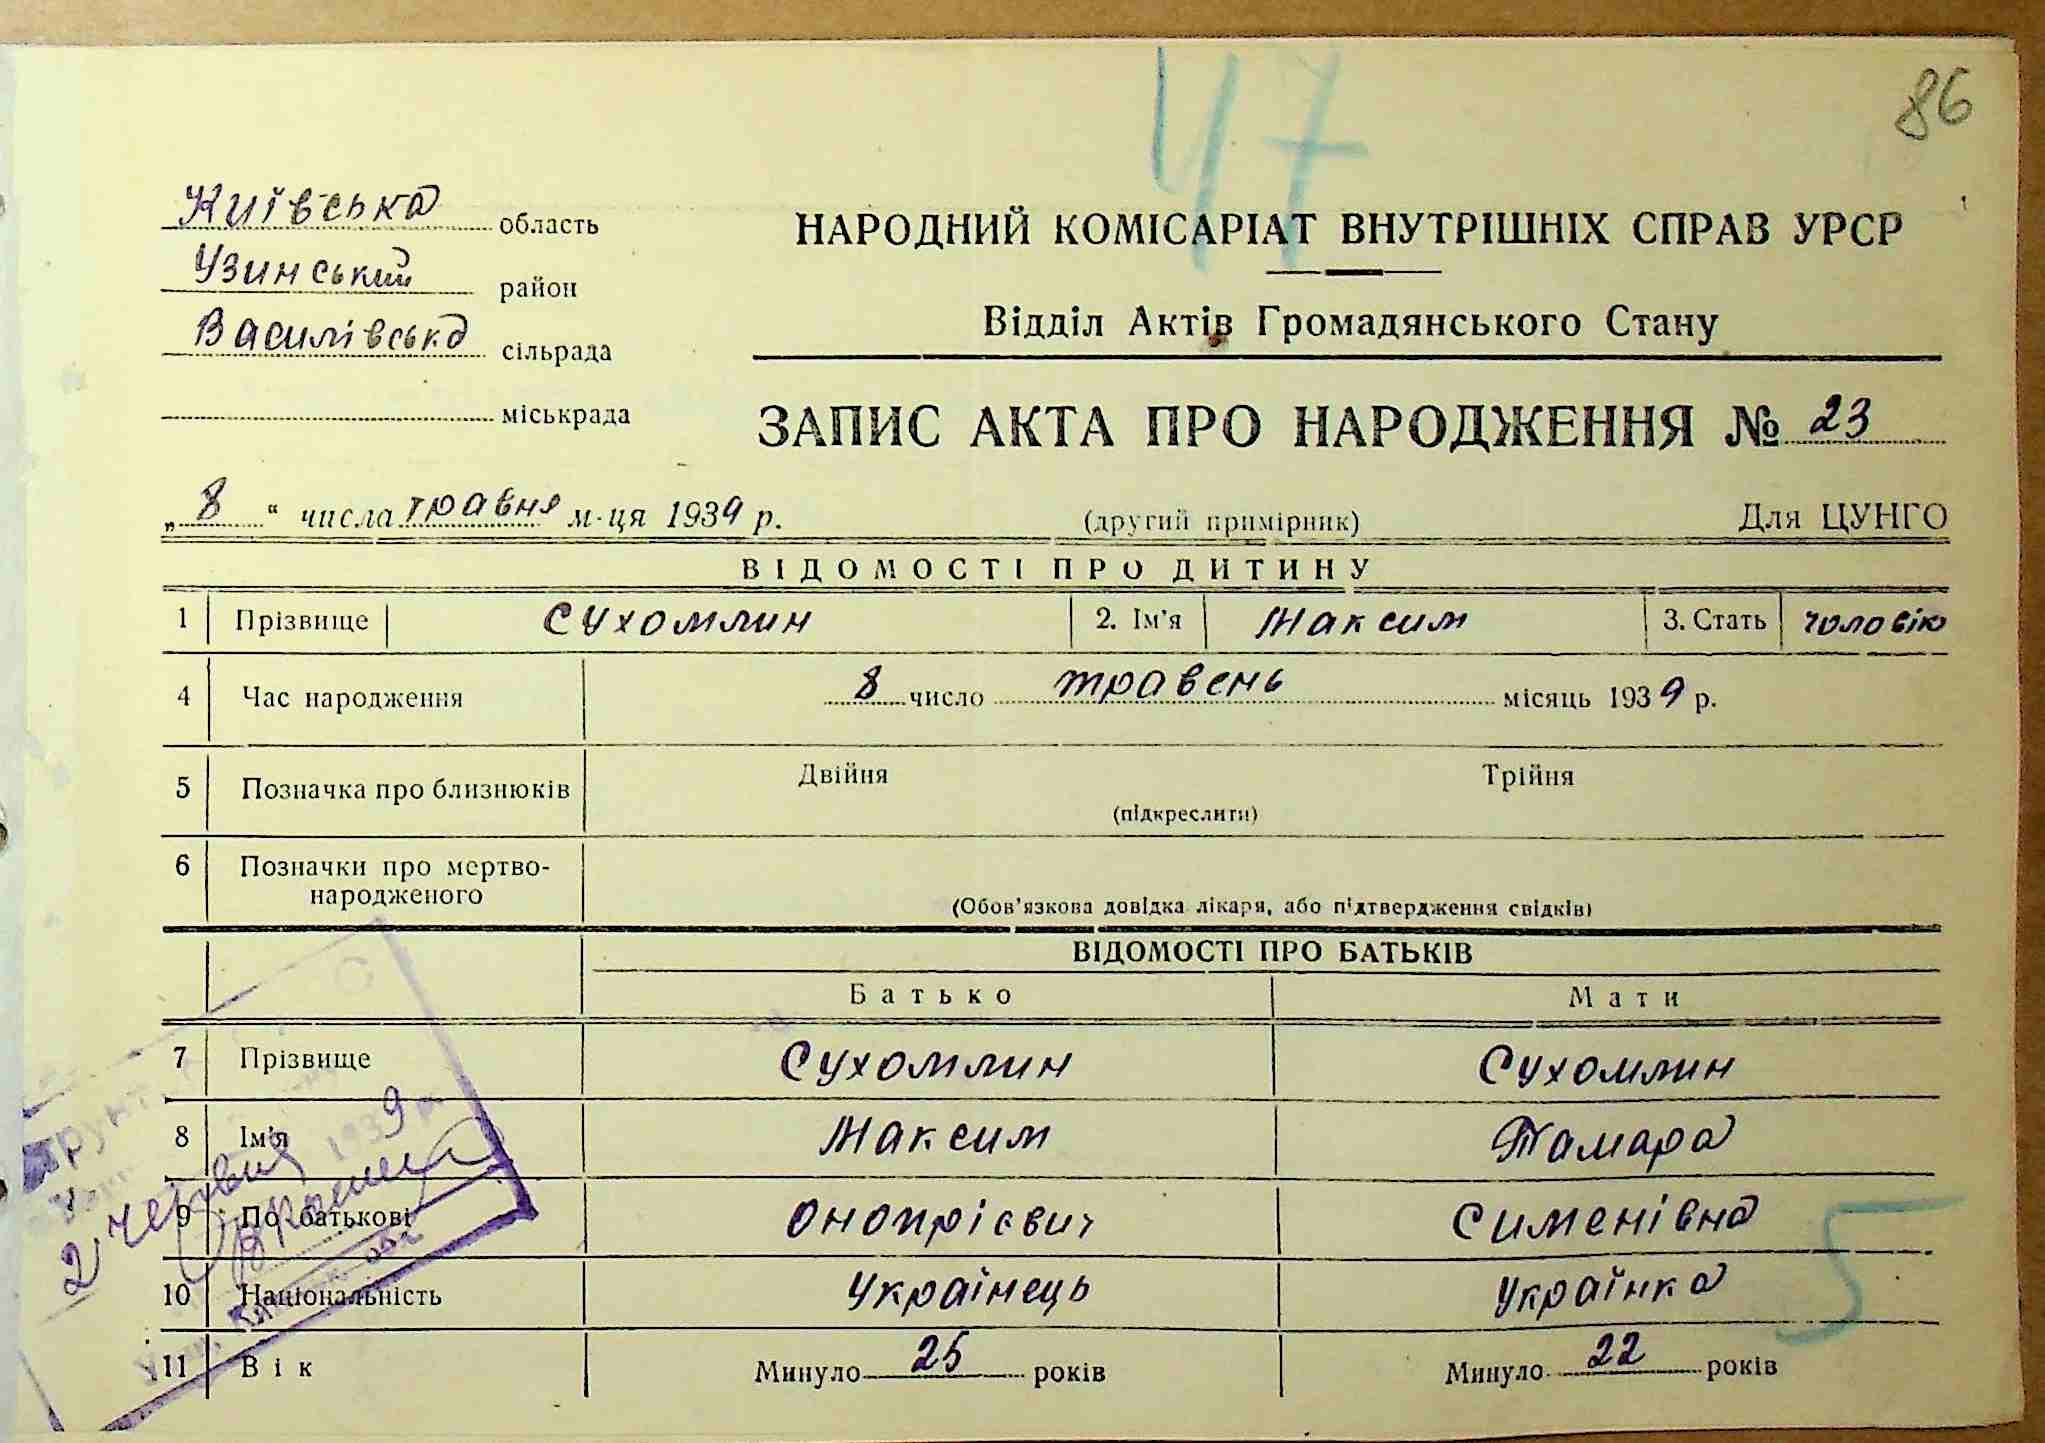 47
86
Київська область
Узинський район
Василівська сільрада
міськрада
НАРОДНИЙ КОМІСАРІАТ ВНУТРІШНІХ СПРАВ УРСР
Відділ Актів Громадянського Стану
ЗАПИС АКТА ПРО НАРОДЖЕННЯ № 23
„8“ числа травня м-ця 1939 р. (другий примірник) Для ЦУНГО
ВІДОМОСТІ ПРО ДИТИНУ
1 Прізвище Сухомлин 2. Ім'я Максим 3. Стать чоловік
4 Час народження 8 число травень місяць 1939 р.
5 Позначка про близнюків Двійня Трійня
(підкреслити)
6 Позначки про мертво-
народженого
(Обов'язкова довідка лікаря, або підтвердження свідків)
ВІДОМОСТІ ПРО БАТЬКІВ
Батько Мати
7 Прізвище Сухомлин Сухомлин
8 Ім'я Максим Тамара
9 По батькові Онопрієвич Сименівна
10 Національність Українець Українка
11 Вік Минуло 25 років Минуло 22 років
5
2 червня 1939 р.